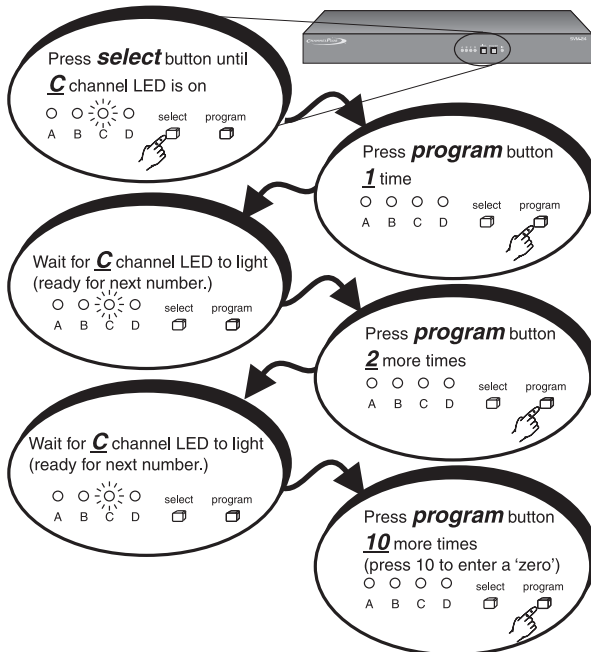 Press select button until
C channel LED is on
select program
A B C D
Press program button
1 time
select program
A B C D
Wait for C channel LED to light
(ready for next number.)
select program
A B C D
Press program button
2 more times
select program
A B C D
Wait for C channel LED to light
(ready for next number.)
select program
A B C D
Press program button
10 more times
(press 10 to enter a ‘zero’)
select program
A B C D